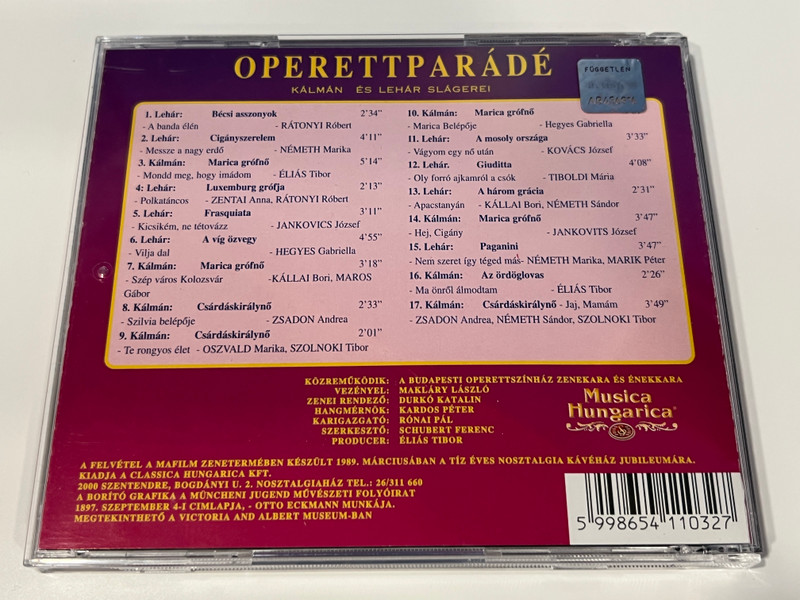 OPERETTPARÁDÉ
KÁLMÁN ÉS LEHÁR SLÁGEREI
FÜGGETLEN
1. Lehár: Bécsi asszonyok 2'34"
- A banda élén - RÁTONYI Róbert
2. Lehár: Cigányszerelem 4'11"
- Messze a nagy erdő - NÉMETH Marika
3. Kálmán: Marica grófnő 5'14"
- Mondd meg, hogy imádom - ÉLIÁS Tibor
4: Lehár: Luxemburg grófja 2'13"
- Polkatáncos - ZENTAI Anna, RÁTONYI Róbert
5. Lehár: Frasquiata 3'11"
- Kicsikém, ne tétovázz - JANKOVICS József
6. Lehár: A víg özvegy 4'55"
- Vilja dal - HEGYES Gabriella
7. Kálmán: Marica grófnő 3'18"
- Szép város Kolozsvár - KÁLLAI Bori, MAROS
Gábor
8. Kálmán: Csárdáskirálynő 2'33"
- Szilvia belépője - ZSADON Andrea
9. Kálmán: Csárdáskirálynő 2'01"
- Te rongyos élet - OSZVALD Marika, SZOLNOKI Tibor
10. Kálmán: Marica grófnő
- Marica Belépője - Hegyes Gabriella
11. Lehár: A mosoly országa 3'33"
- Vágyom egy nő után - KOVÁCS József
12. Lehár. Giuditta 4'08"
- Oly forró ajkamról a csók - TIBOLDI Mária
13. Lehár: A három grácia 2'31"
- Apacstanyán - KÁLLAI Bori, NÉMETH Sándor
14. Kálmán: Marica grófnő 3'47"
- Hej, Cigány - JANKOVITS József
15. Lehár: Paganini 3'47"
- Nem szeret így téged más- NÉMETH Marika, MARIK Péter
16. Kálmán: Az ördöglovas 2'26"
- Ma önről álmodtam - ÉLIÁS Tibor
17. Kálmán: Csárdáskirálynő - Jaj, Mamám 3'49"
- ZSADON Andrea, NÉMETH Sándor, SZOLNOKI Tibor
KÖZREMŰKÖDIK: A BUDAPESTI OPERETTSZÍNHÁZ ZENEKARA ÉS ÉNEKKARA
VEZÉNYEL: MAKLÁRY LÁSZLÓ
ZENEI RENDEZŐ: DURKÓ KATALIN
HANGMÉRNÖK: KARDOS PÉTER
KARIGAZGATÓ: RÓNAI PÁL
SZERKESZTŐ: SCHUBERT FERENC
PRODUCER: ÉLIÁS TIBOR
Musica
Hungarica
A FELVÉTEL A MAFILM ZENETERMÉBEN KÉSZÜLT 1989. MÁRCIUSÁBAN A TÍZ ÉVES NOSZTALGIA KÁVÉHÁZ JUBILEUMÁRA.
KIADJA A CLASSICA HUNGARICA KFT.
2000 SZENTENDRE, BOGDÁNYI U. 2. NOSZTALGIAHÁZ TEL.: 26/311 660
A BORÍTÓ GRAFIKA A MÜNCHENI JUGEND MŰVÉSZETI FOLYÓIRAT
1897. SZEPTEMBER 4-I CIMLAPJA, - OTTO ECKMANN MUNKÁJA.
MEGTEKINTHETŐ A VICTORIA AND ALBERT MUSEUM-BAN
5 998654 110327